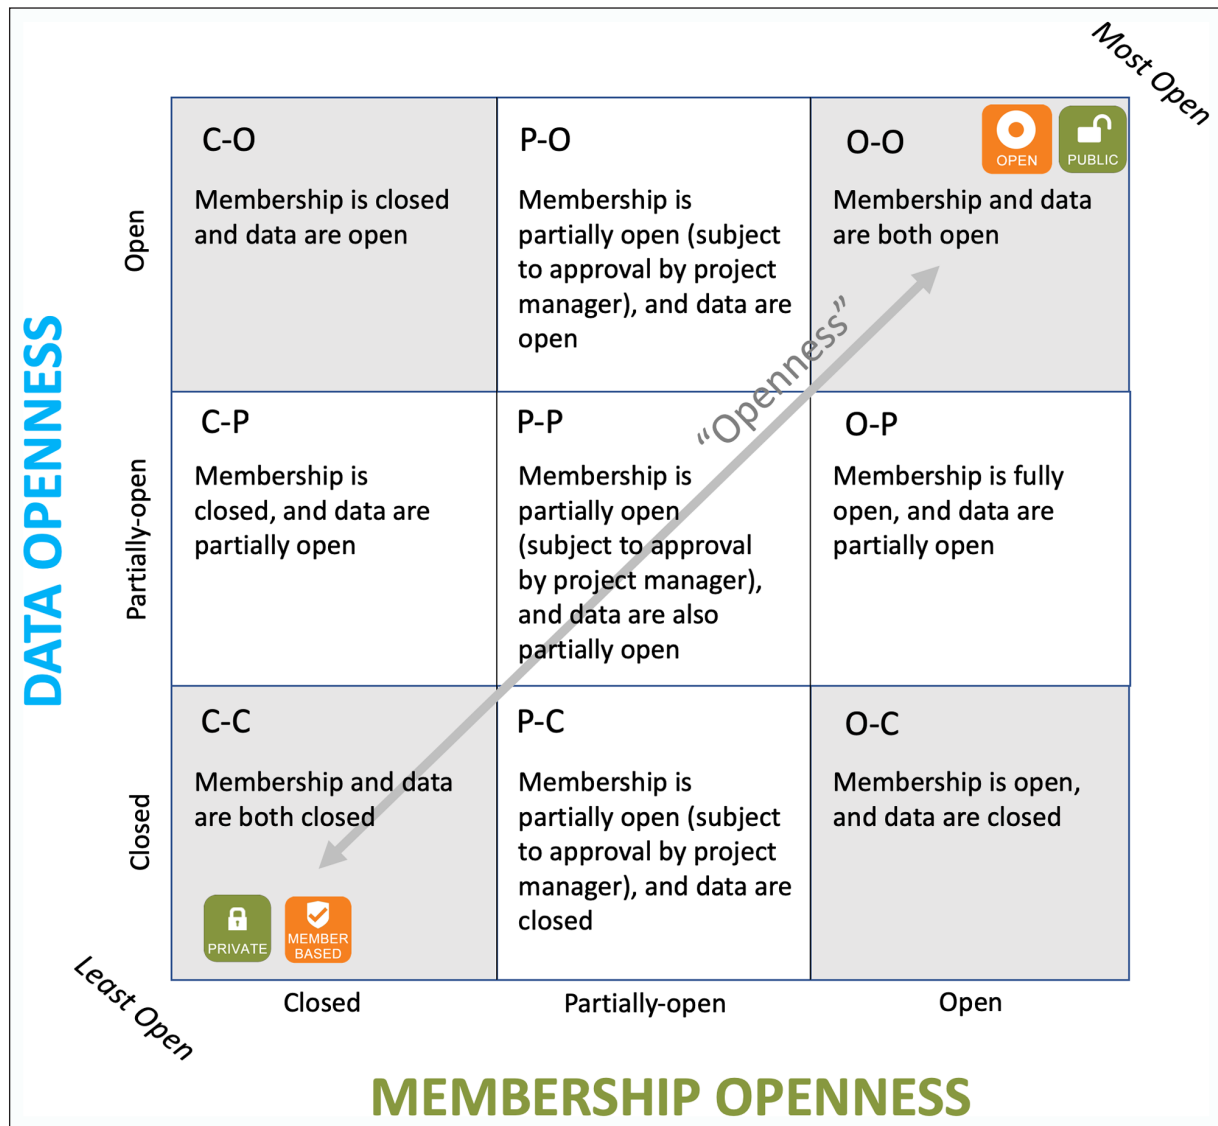 Most Open
C-O
Membership is closed
and data are open
P-O
Membership is
partially open (subject
to approval by project
manager), and data are
open
O-O
OPEN
PUBLIC
Membership and data
are both open
Open
"Openness"
DATA OPENNESS
C-P
Membership is
closed, and data are
partially open
P-P
Membership is
partially open
(subject to approval
by project manager),
and data are also
partially open
O-P
Membership is fully
open, and data are
partially open
Partially-open
C-C
Membership and data
are both closed
PRIVATE
MEMBER
BASED
P-C
Membership is
partially open (subject
to approval by project
manager), and data are
closed
O-C
Membership is open,
and data are closed
Closed
Least Open
Closed
Partially-open
Open
MEMBERSHIP OPENNESS